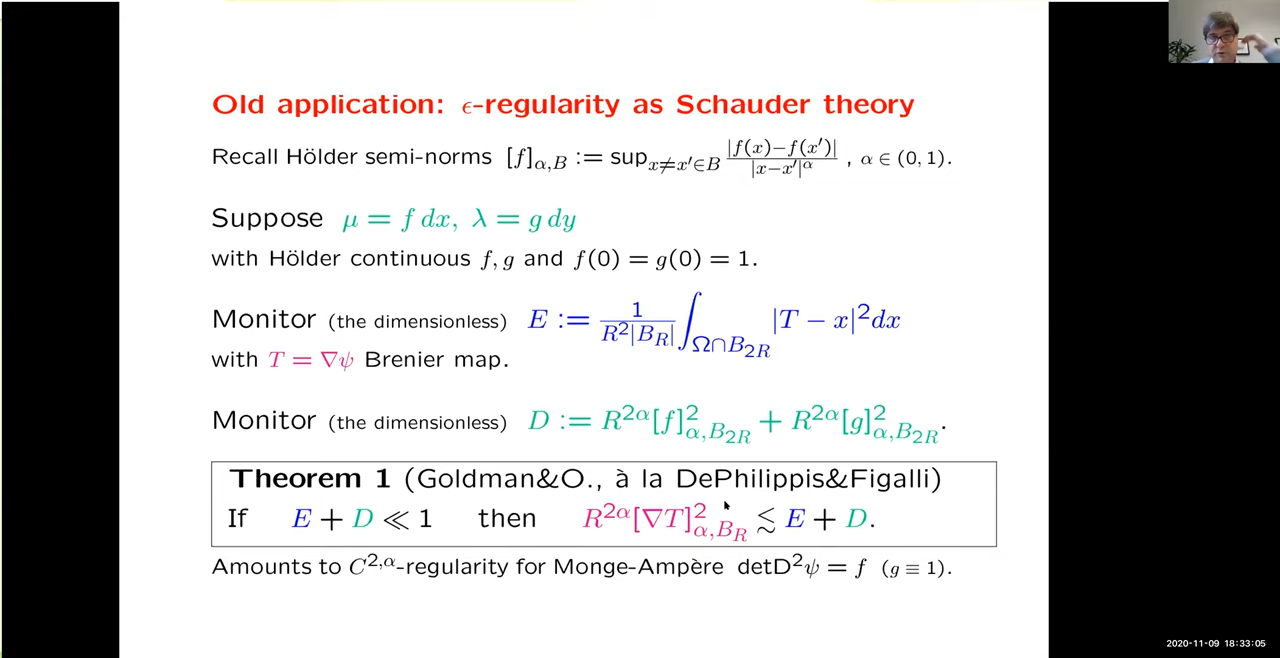 Old application: ϵ-regularity as Schauder theory
Recall Hölder semi-norms [f]_{α,B} := sup_{x≠x′∈B} |f(x)−f(x′)| / |x−x′|^α , α ∈ (0, 1).
Suppose μ = f dx, λ = g dy
with Hölder continuous f, g and f(0) = g(0) = 1.
Monitor (the dimensionless) E := 1/(R²|B_R|) ∫_{Ω∩B_{2R}} |T − x|² dx
with T = ∇ψ Brenier map.
Monitor (the dimensionless) D := R^{2α}[f]²_{α,B_{2R}} + R^{2α}[g]²_{α,B_{2R}}.
Theorem 1 (Goldman&O., à la DePhilippis&Figalli)
If E + D ≪ 1 then R^{2α}[∇T]²_{α,B_R} ≲ E + D.
Amounts to C^{2,α}-regularity for Monge-Ampère detD²ψ = f (g ≡ 1).
2020-11-09 18:33:05